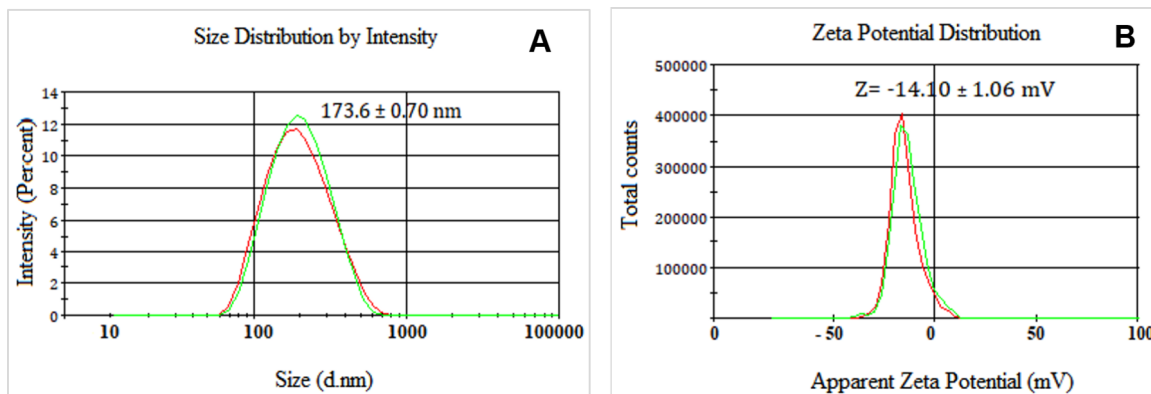 Size Distribution by Intensity
A
173.6 ± 0.70 nm
Intensity (Percent)
14
12
10
8
6
4
2
0
10
100
1000
100000
Size (d.nm)
Zeta Potential Distribution
B
Z= -14.10 ± 1.06 mV
Total counts
500000
400000
300000
200000
100000
0
-50
0
50
100
Apparent Zeta Potential (mV)